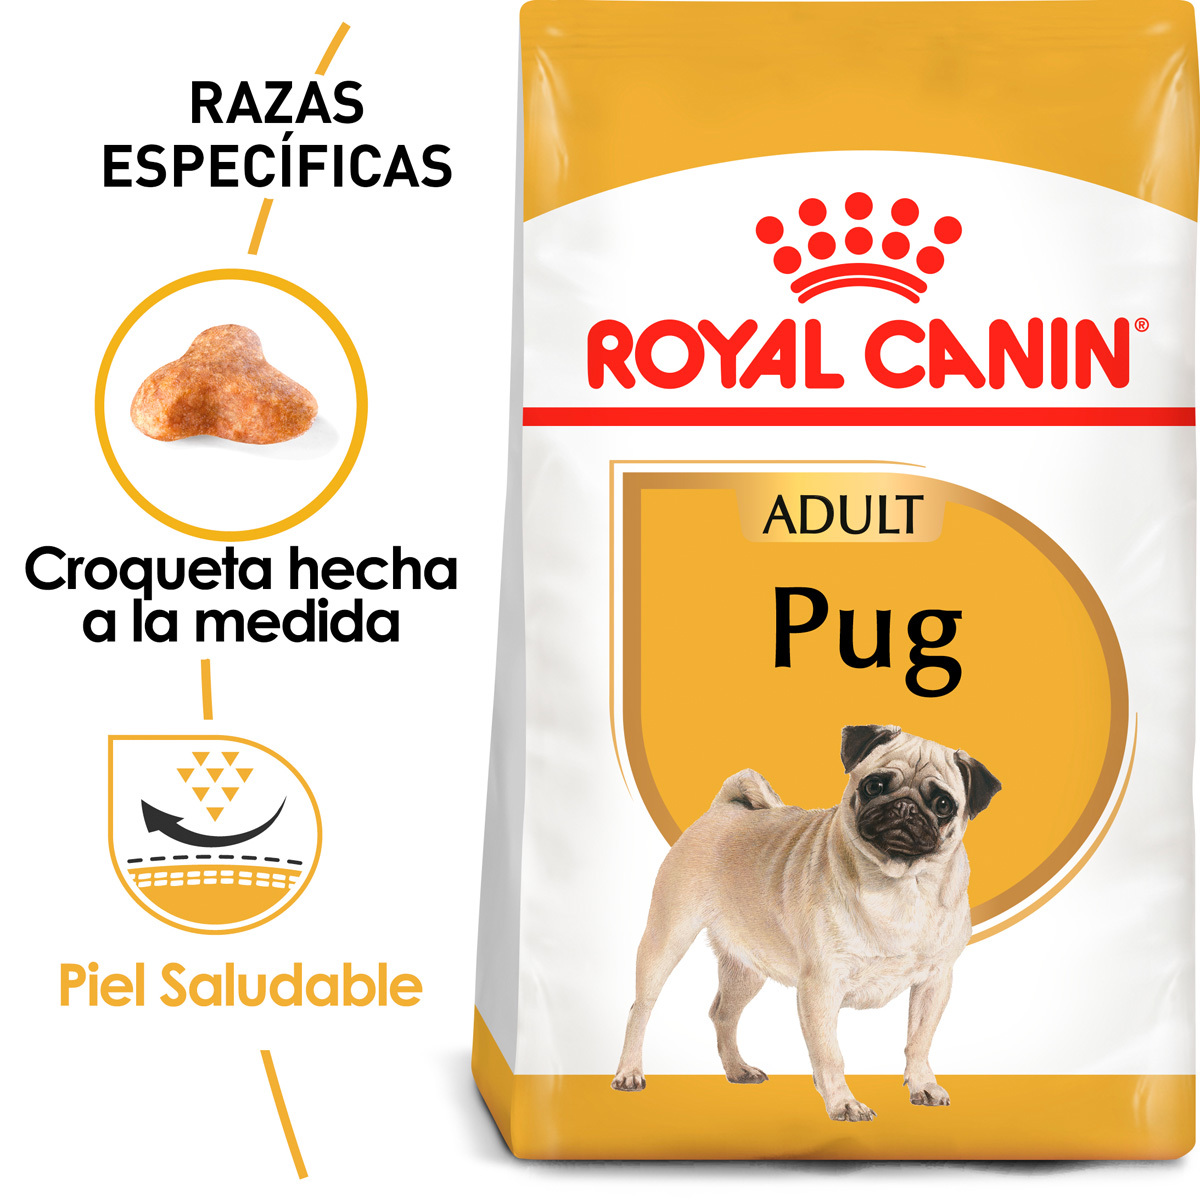 RAZAS
ESPECÍFICAS
Croqueta hecha
a la medida
Piel Saludable
ROYAL CANIN®
ADULT
Pug